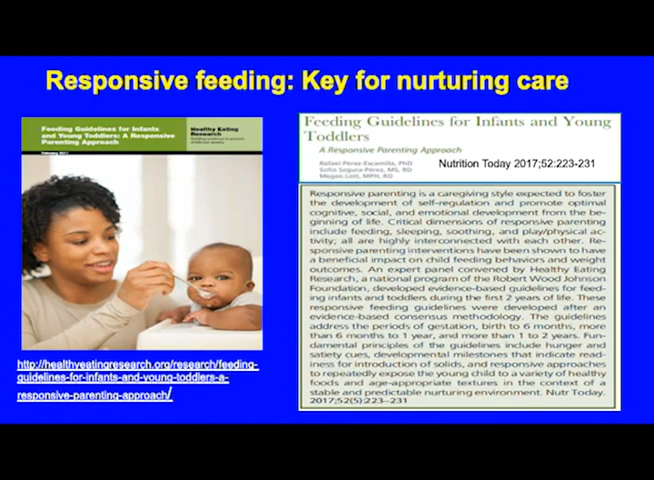 Responsive feeding: Key for nurturing care
Feeding Guidelines for Infants
and Young Toddlers: A Responsive
Parenting Approach
Healthy Eating
Research
http://healthyeatingresearch.org/research/feeding-
guidelines-for-infants-and-young-toddlers-a-
responsive-parenting-approach/
Feeding Guidelines for Infants and Young
Toddlers
A Responsive Parenting Approach
Rafael Pérez-Escamilla, PhD
Sofia Segura-Pérez, MS, RD
Megan Lott, MPH, RD
Nutrition Today 2017;52:223-231
Responsive parenting is a caregiving style expected to foster
the development of self-regulation and promote optimal
cognitive, social, and emotional development from the be-
ginning of life. Critical dimensions of responsive parenting
include feeding, sleeping, soothing, and play/physical ac-
tivity; all are highly interconnected with each other. Re-
sponsive parenting interventions have been shown to have
a beneficial impact on child feeding behaviors and weight
outcomes. An expert panel convened by Healthy Eating
Research, a national program of the Robert Wood Johnson
Foundation, developed evidence-based guidelines for feed-
ing infants and toddlers during the first 2 years of life. These
responsive feeding guidelines were developed after an
evidence-based consensus methodology. The guidelines
address the periods of gestation, birth to 6 months, more
than 6 months to 1 year, and more than 1 to 2 years. Fun-
damental principles of the guidelines include hunger and
satiety cues, developmental milestones that indicate read-
iness for introduction of solids, and responsive approaches
to repeatedly expose the young child to a variety of healthy
foods and age-appropriate textures in the context of a
stable and predictable nurturing environment. Nutr Today.
2017;52(5):223–231